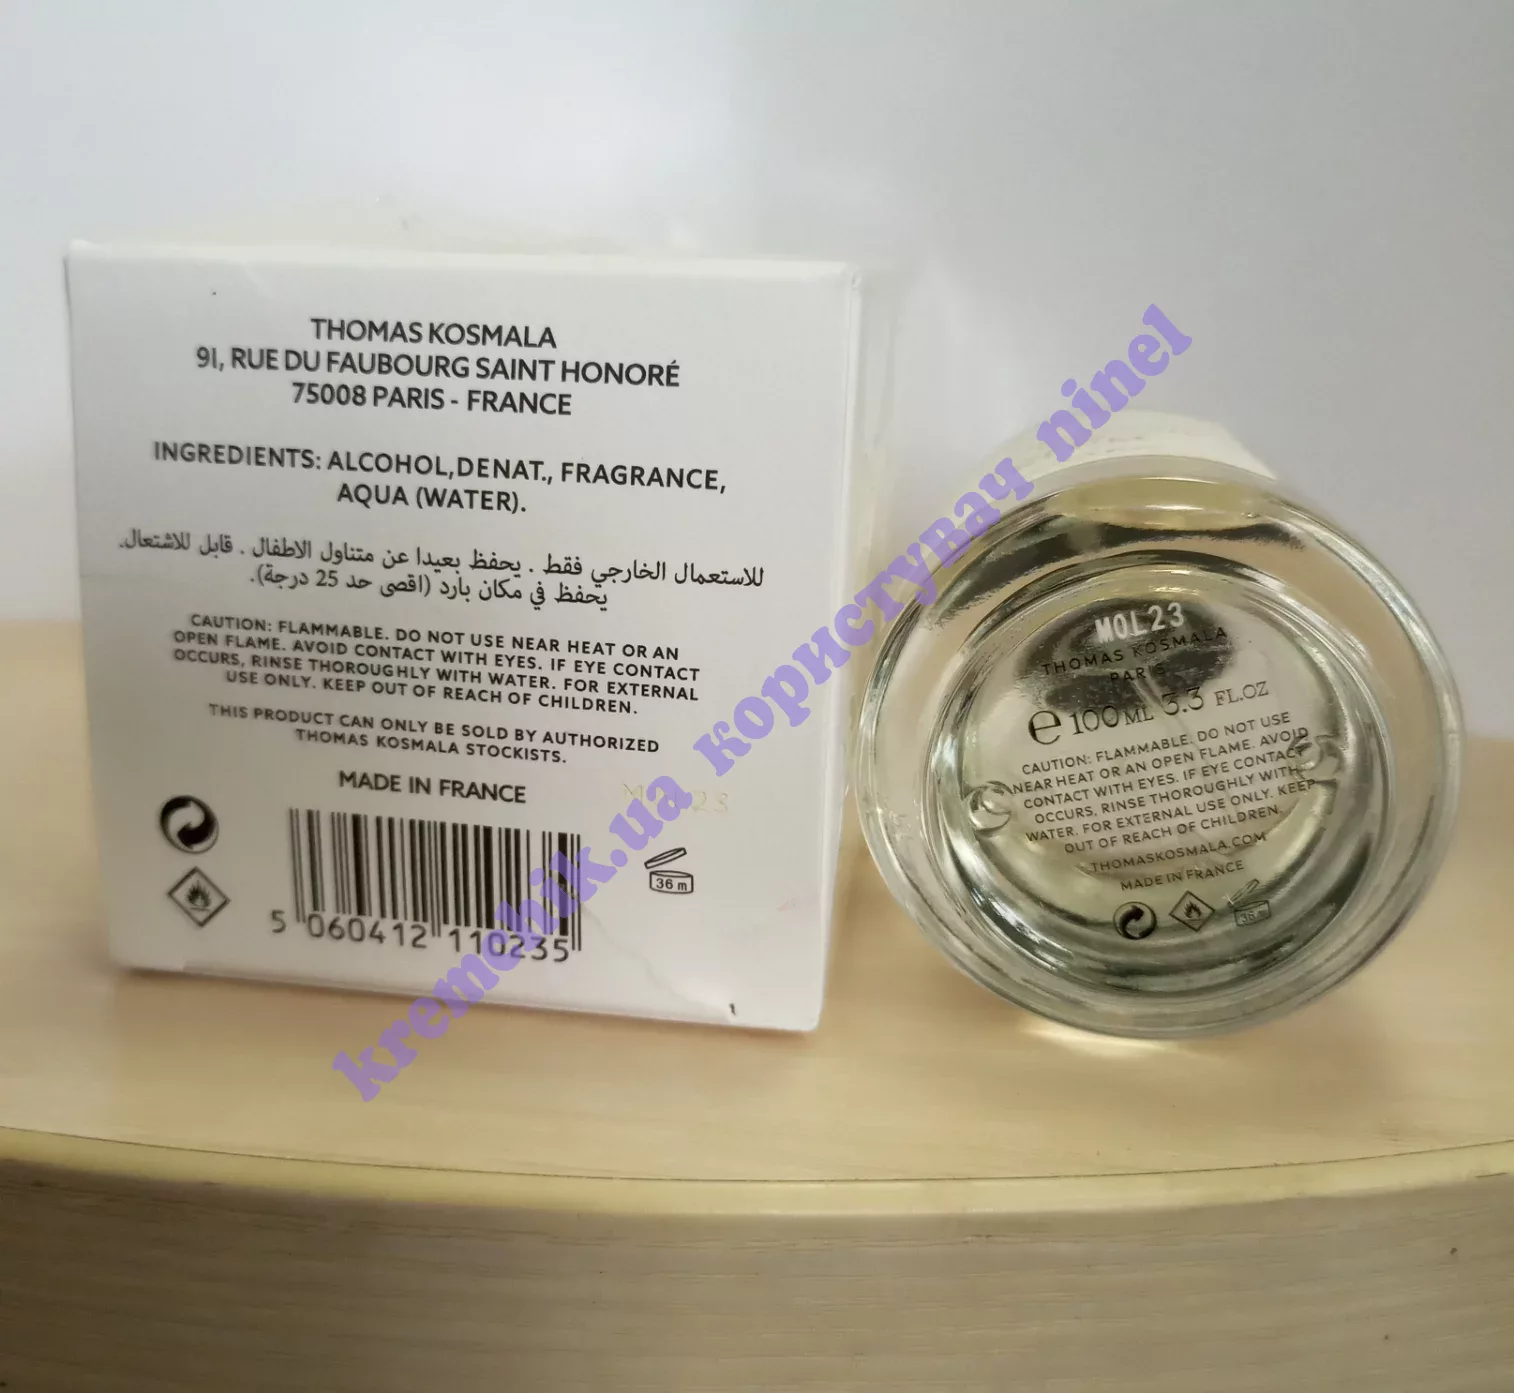 THOMAS KOSMALA
91, RUE DU FAUBOURG SAINT HONORÉ
75008 PARIS - FRANCE
INGREDIENTS: ALCOHOL,DENAT., FRAGRANCE,
AQUA (WATER).
للاستعمال الخارجي فقط . يحفظ بعيدا عن متناول الاطفال . قابل للاشتعال.
يحفظ في مكان بارد (اقصى حد 25 درجة).
CAUTION: FLAMMABLE. DO NOT USE NEAR HEAT OR AN
OPEN FLAME. AVOID CONTACT WITH EYES. IF EYE CONTACT
OCCURS, RINSE THOROUGHLY WITH WATER. FOR EXTERNAL
USE ONLY. KEEP OUT OF REACH OF CHILDREN.
THIS PRODUCT CAN ONLY BE SOLD BY AUTHORIZED
THOMAS KOSMALA STOCKISTS.
MADE IN FRANCE
36 m
5 060412 110235
MOL23
THOMAS KOSMALA
PARIS
e 100 ML 3.3 FL.OZ
CAUTION: FLAMMABLE. DO NOT USE
NEAR HEAT OR AN OPEN FLAME. AVOID
CONTACT WITH EYES. IF EYE CONTACT
OCCURS, RINSE THOROUGHLY WITH
WATER. FOR EXTERNAL USE ONLY. KEEP
OUT OF REACH OF CHILDREN.
THOMASKOSMALA.COM
MADE IN FRANCE
36 m
kremchik.ua користувач ninel